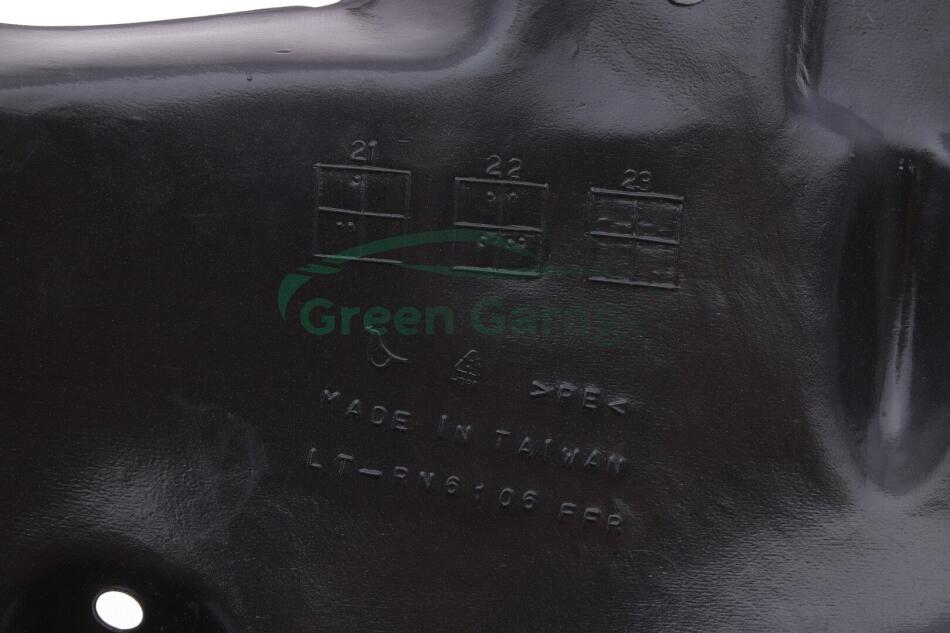 21 22 23
Green Garage
>PE<
MADE IN TAIWAN
LT-RN6106 FFR